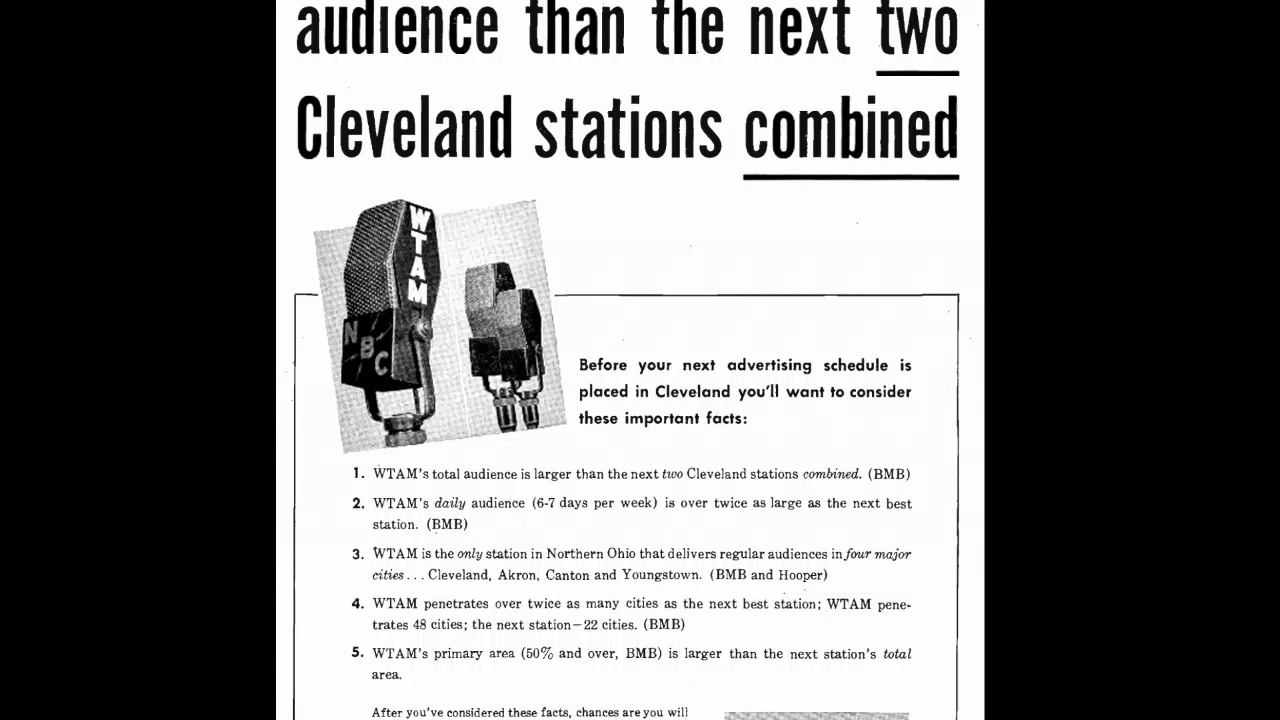 audience than the next two
Cleveland stations combined
WTAM
NBC
Before your next advertising schedule is
placed in Cleveland you'll want to consider
these important facts:
1. WTAM's total audience is larger than the next two Cleveland stations combined. (BMB)
2. WTAM's daily audience (6-7 days per week) is over twice as large as the next best
station. (BMB)
3. WTAM is the only station in Northern Ohio that delivers regular audiences in four major
cities... Cleveland, Akron, Canton and Youngstown. (BMB and Hooper)
4. WTAM penetrates over twice as many cities as the next best station; WTAM pene-
trates 48 cities; the next station—22 cities. (BMB)
5. WTAM's primary area (50% and over, BMB) is larger than the next station's total
area.
After you've considered these facts, chances are you will